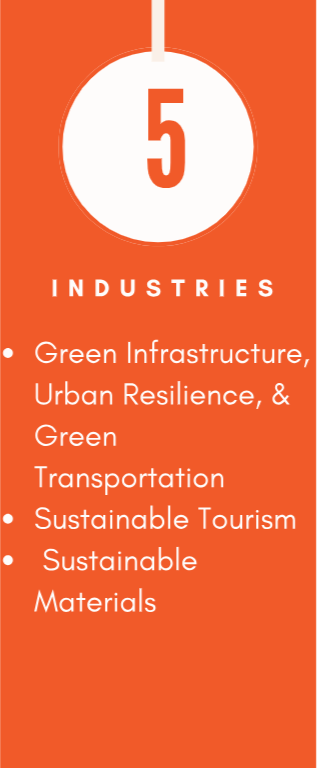 5
INDUSTRIES
• Green Infrastructure,
Urban Resilience, &
Green
Transportation
• Sustainable Tourism
• Sustainable
Materials